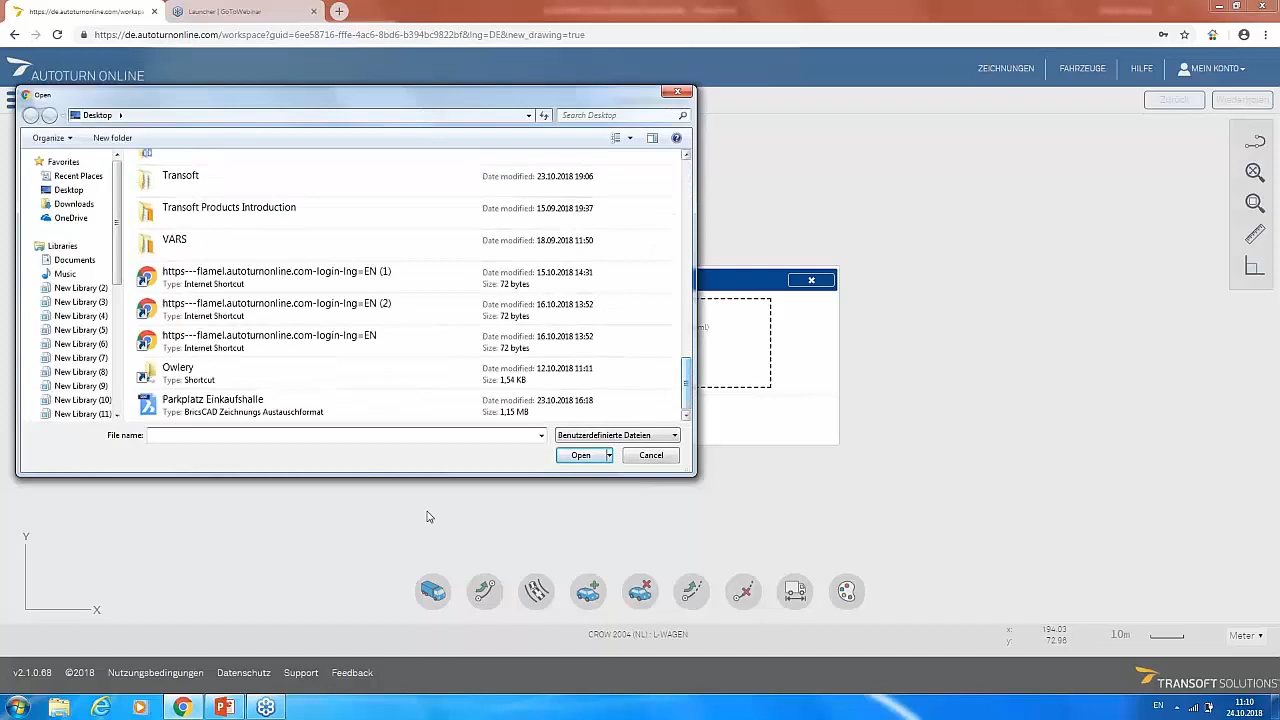 https://de.autoturnonline.com/workspa
Launcher | GoToWebinar
https://de.autoturnonline.com/workspace?guid=6ee58716-fffe-4ac6-8bd6-b394bc9822bf&lng=DE&new_drawing=true
AUTOTURN ONLINE
ZEICHNUNGEN
FAHRZEUGE
HILFE
MEIN KONTO
Open
Zurück
Wiederholen
Desktop
Search Desktop
Organize
New folder
Favorites
Recent Places
Desktop
Downloads
OneDrive
Libraries
Documents
Music
New Library (2)
New Library (3)
New Library (4)
New Library (5)
New Library (6)
New Library (7)
New Library (8)
New Library (9)
New Library (10)
New Library (11)
Transoft
Date modified: 23.10.2018 19:06
Transoft Products Introduction
Date modified: 15.09.2018 19:37
VARS
Date modified: 18.09.2018 11:50
https---flamel.autoturnonline.com-login-lng=EN (1)
Type: Internet Shortcut
Date modified: 15.10.2018 14:31
Size: 72 bytes
https---flamel.autoturnonline.com-login-lng=EN (2)
Type: Internet Shortcut
Date modified: 16.10.2018 13:52
Size: 72 bytes
https---flamel.autoturnonline.com-login-lng=EN
Type: Internet Shortcut
Date modified: 16.10.2018 13:52
Size: 72 bytes
Owlery
Type: Shortcut
Date modified: 12.10.2018 11:11
Size: 1,54 KB
Parkplatz Einkaufshalle
Type: BricsCAD Zeichnungs Austauschformat
Date modified: 23.10.2018 16:18
Size: 1,15 MB
File name:
Benutzerdefinierte Dateien
Open
Cancel
ml)
Y
X
CROW 2004 (NL) : L-WAGEN
x: 194.03
y: 72.96
10m
Meter
v2.1.0.68 ©2018 Nutzungsbedingungen Datenschutz Support Feedback
TRANSOFT SOLUTIONS
EN
11:10
24.10.2018